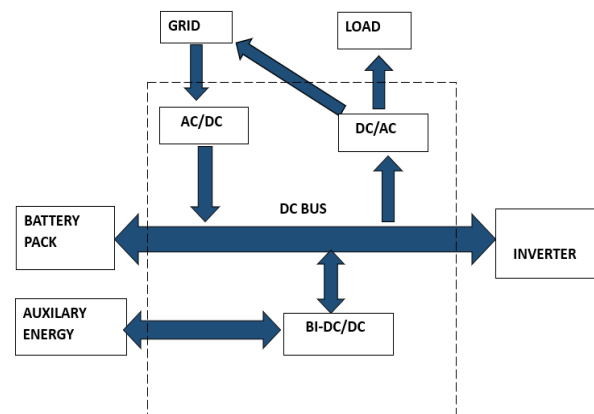 GRID
LOAD
AC/DC
DC/AC
DC BUS
BATTERY
PACK
INVERTER
AUXILARY
ENERGY
BI-DC/DC